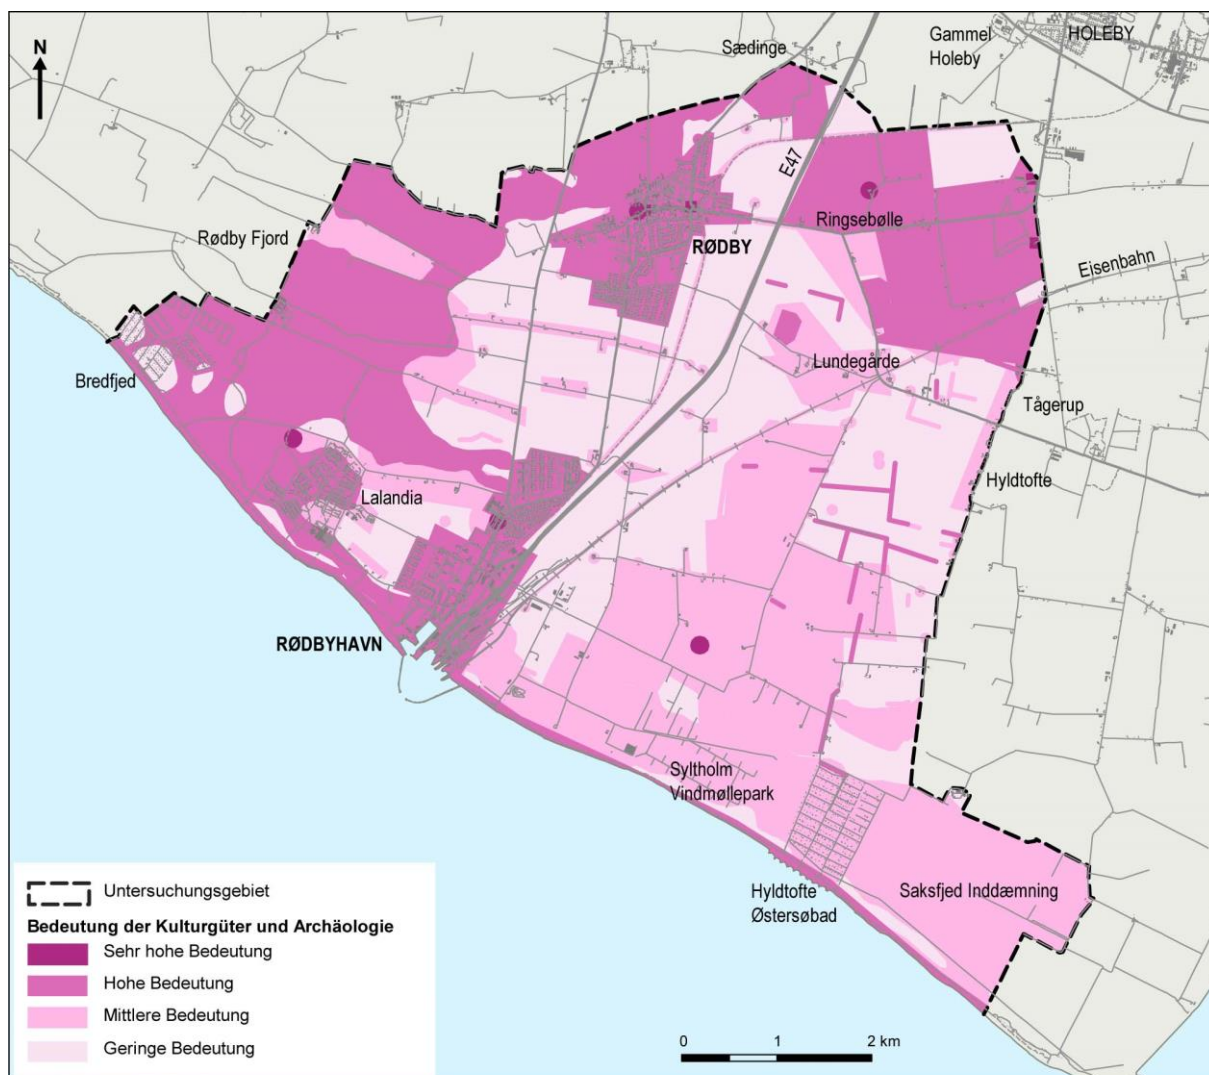 N
Sædinge
Gammel
Holeby
HOLEBY
E47
Rødby Fjord
Ringsebølle
RØDBY
Eisenbahn
Bredfjed
Lundegårde
Tågerup
Hyldtofte
Lalandia
RØDBYHAVN
Syltholm
Vindmøllepark
Hyldtofte
Østersøbad
Saksfjed Inddæmning
Untersuchungsgebiet
Bedeutung der Kulturgüter und Archäologie
Sehr hohe Bedeutung
Hohe Bedeutung
Mittlere Bedeutung
Geringe Bedeutung
0 1 2 km